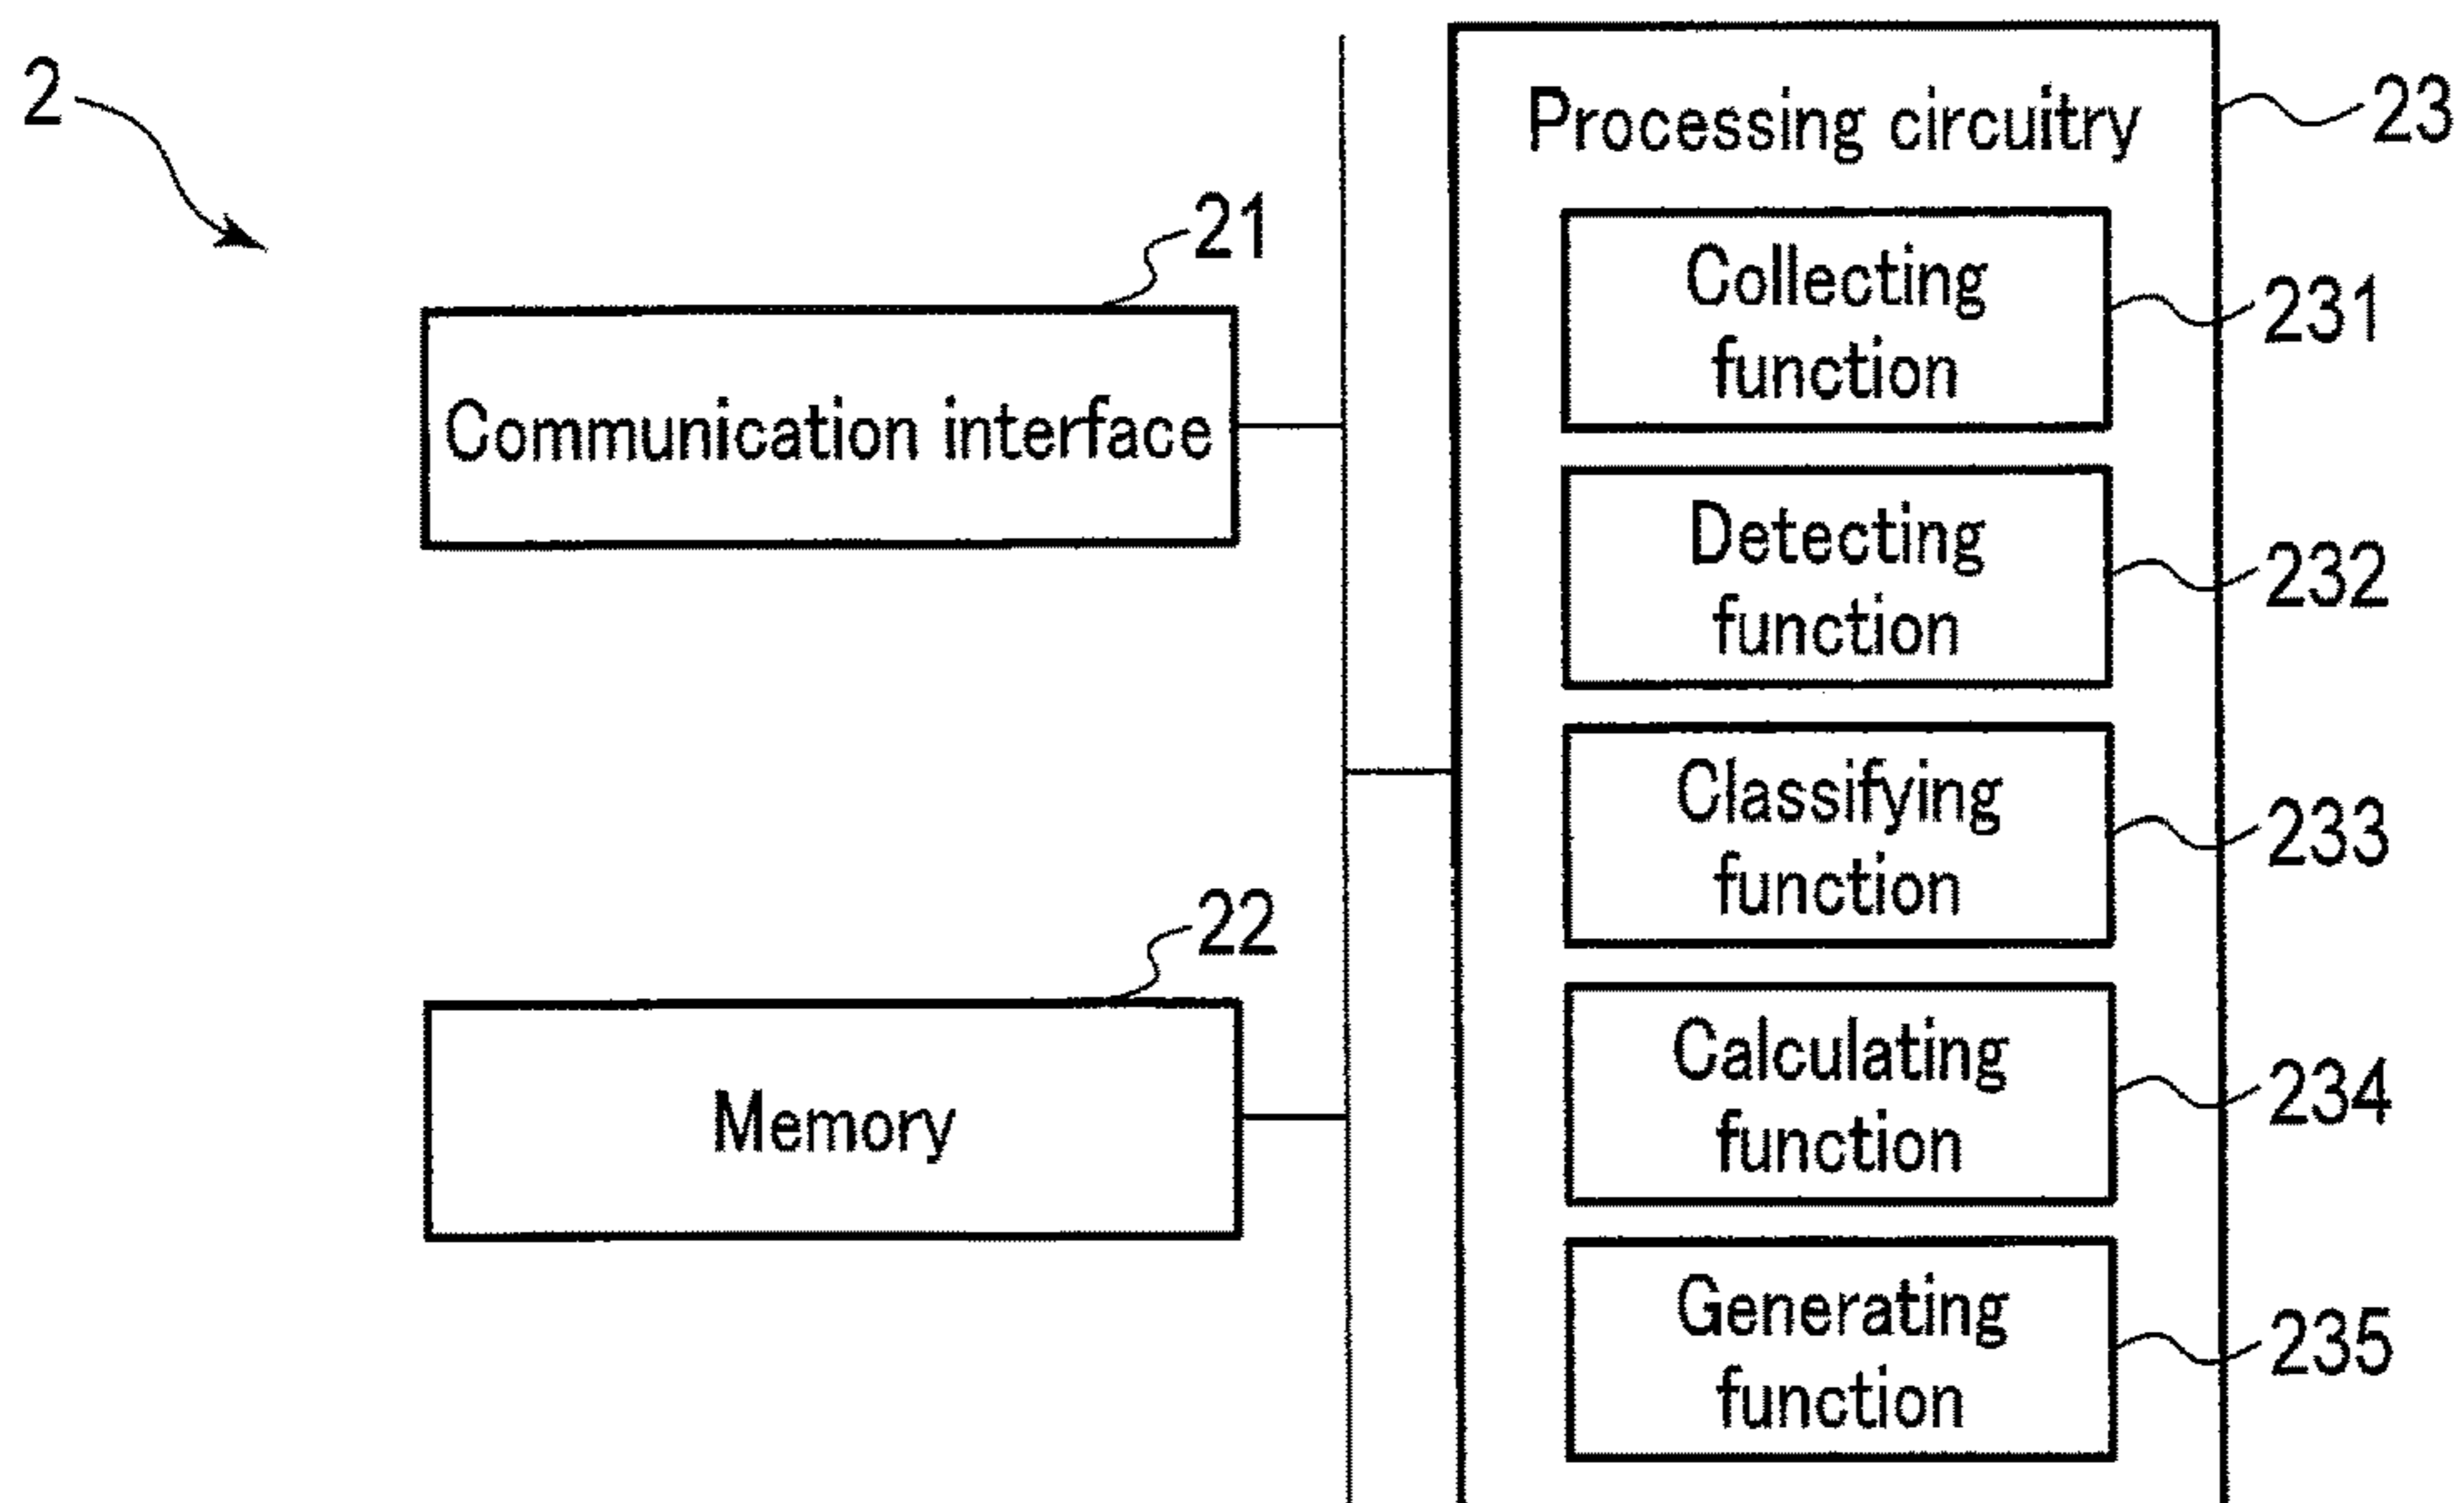 2
21
Communication interface
22
Memory
Processing circuitry
23
Collecting
function
231
Detecting
function
232
Classifying
function
233
Calculating
function
234
Generating
function
235